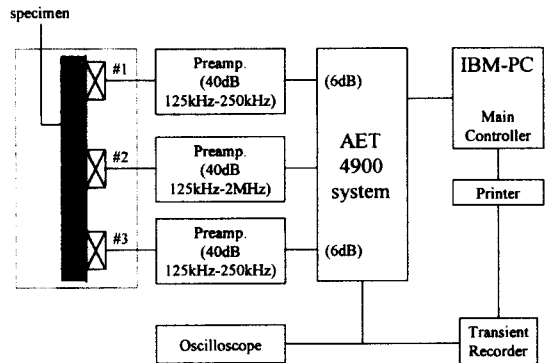 specimen
#1
Preamp.
(40dB
125kHz-250kHz)
(6dB)
#2
Preamp.
(40dB
125kHz-2MHz)
#3
Preamp.
(40dB
125kHz-250kHz)
(6dB)
AET
4900
system
IBM-PC
Main
Controller
Printer
Oscilloscope
Transient
Recorder